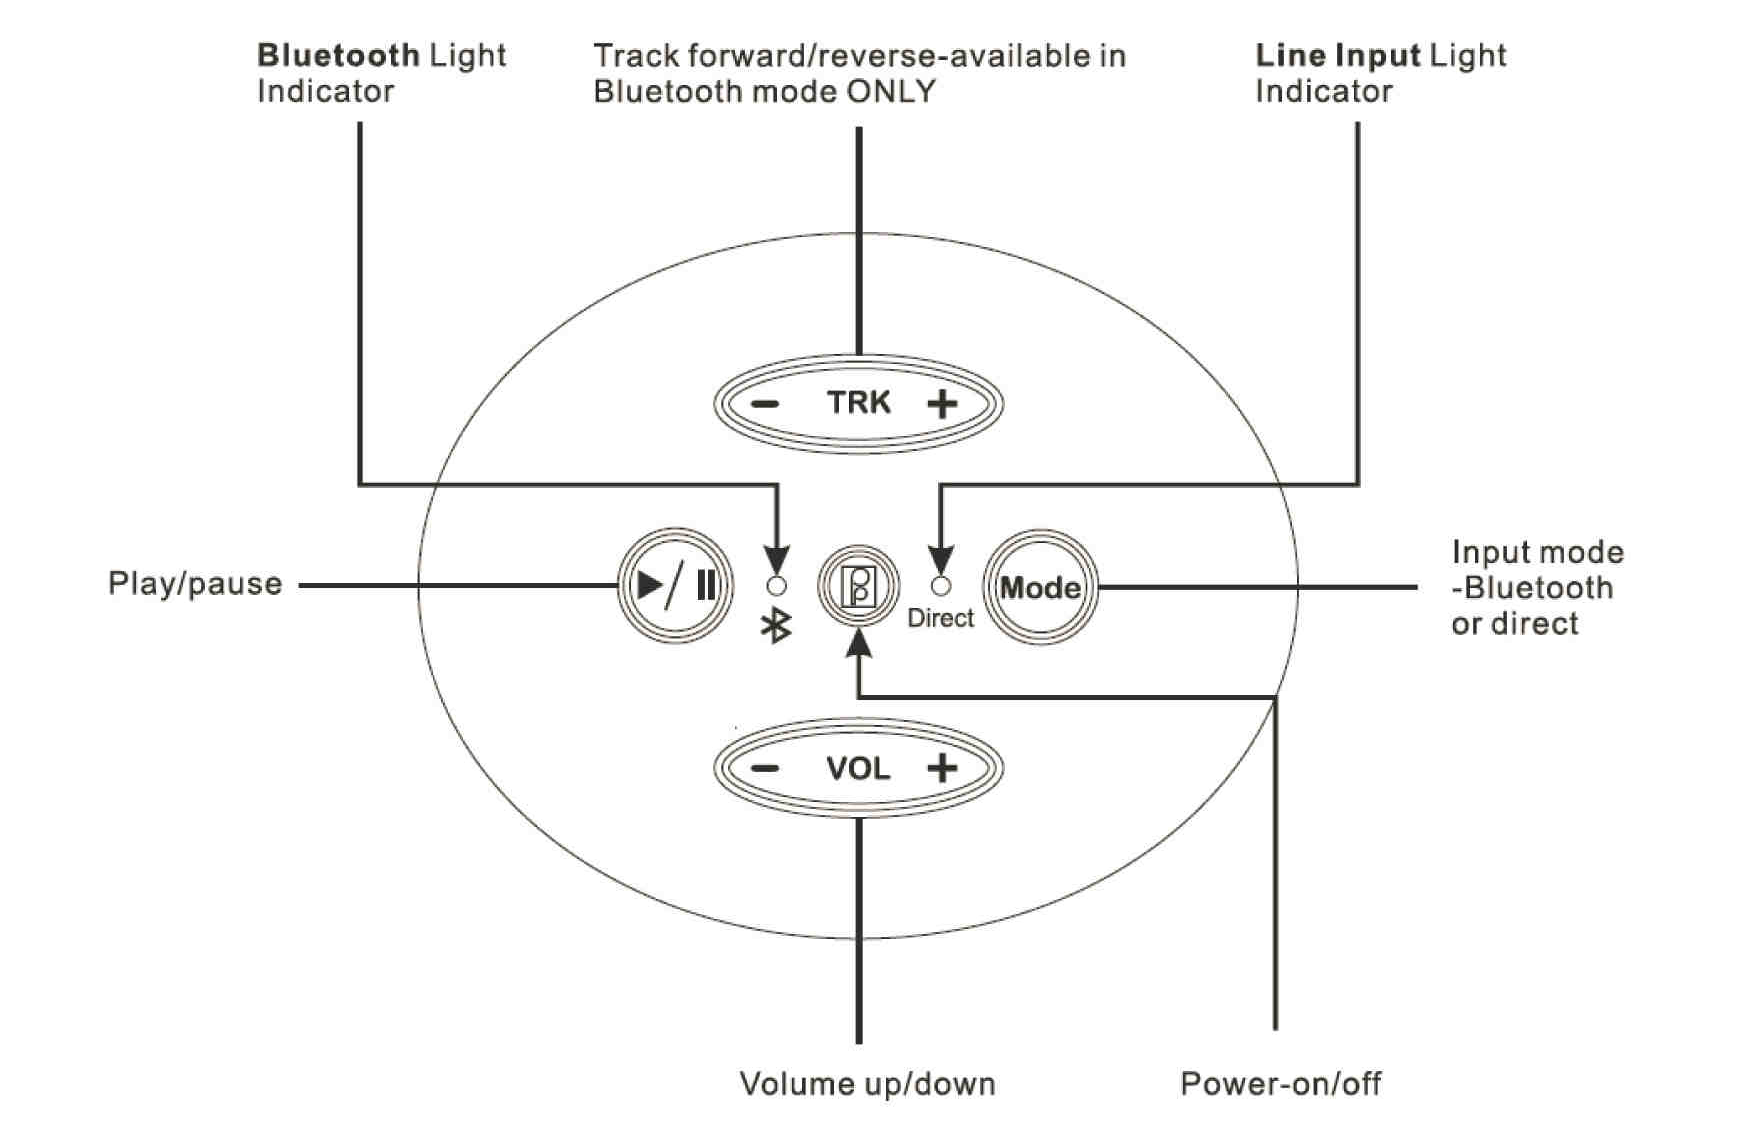 Bluetooth Light
Indicator
Track forward/reverse-available in
Bluetooth mode ONLY
Line Input Light
Indicator
- TRK +
Play/pause
Direct
Mode
Input mode
-Bluetooth
or direct
- VOL +
Volume up/down
Power-on/off